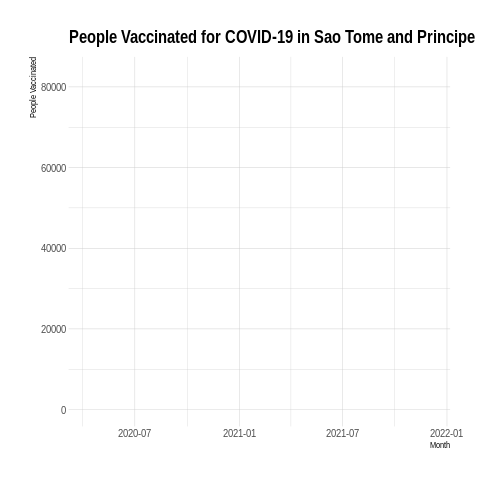 People Vaccinated for COVID-19 in Sao Tome and Principe
People Vaccinated
80000
60000
40000
20000
0
2020-07 2021-01 2021-07 2022-01
Month